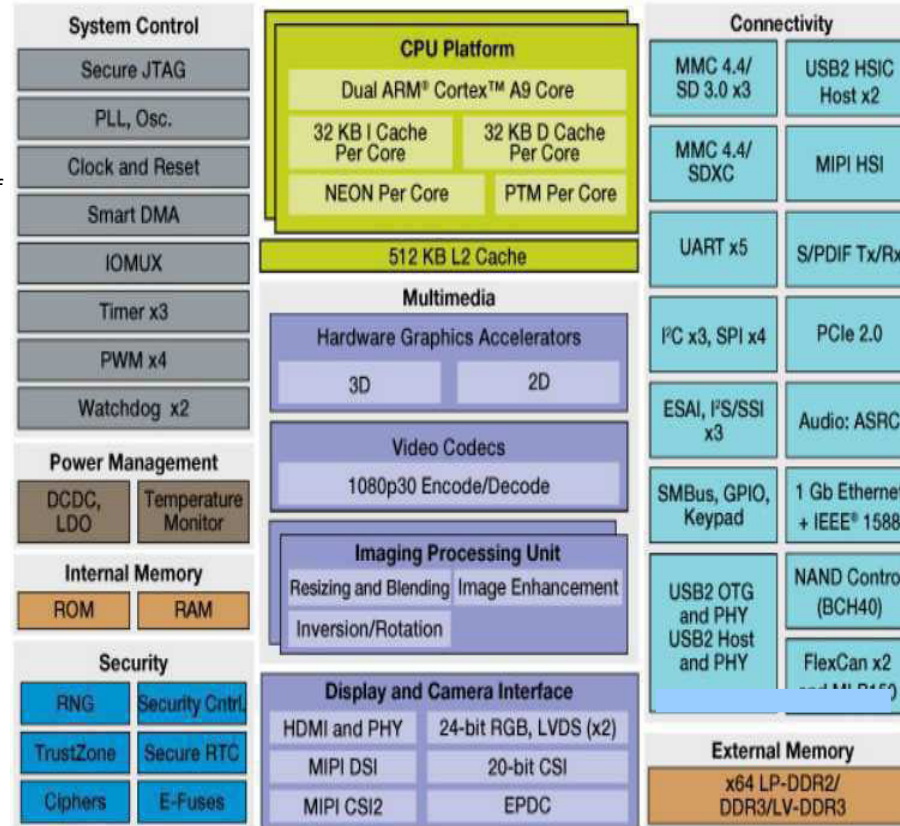 System Control
Secure JTAG
PLL, Osc.
Clock and Reset
Smart DMA
IOMUX
Timer x3
PWM x4
Watchdog x2
Power Management
DCDC,
LDO
Temperature
Monitor
Internal Memory
ROM
RAM
Security
RNG
Security Cntrl.
TrustZone
Secure RTC
Ciphers
E-Fuses
CPU Platform
Dual ARM® Cortex™ A9 Core
32 KB I Cache
Per Core
32 KB D Cache
Per Core
NEON Per Core
PTM Per Core
512 KB L2 Cache
Multimedia
Hardware Graphics Accelerators
3D
2D
Video Codecs
1080p30 Encode/Decode
Imaging Processing Unit
Resizing and Blending
Image Enhancement
Inversion/Rotation
Display and Camera Interface
HDMI and PHY
24-bit RGB, LVDS (x2)
MIPI DSI
20-bit CSI
MIPI CSI2
EPDC
Connectivity
MMC 4.4/
SD 3.0 x3
USB2 HSIC
Host x2
MMC 4.4/
SDXC
MIPI HSI
UART x5
S/PDIF Tx/Rx
I²C x3, SPI x4
PCIe 2.0
ESAI, I²S/SSI
x3
Audio: ASRC
SMBus, GPIO,
Keypad
1 Gb Ethernet
+ IEEE® 1588
USB2 OTG
and PHY
USB2 Host
and PHY
NAND Control
(BCH40)
FlexCan x2
External Memory
x64 LP-DDR2/
DDR3/LV-DDR3